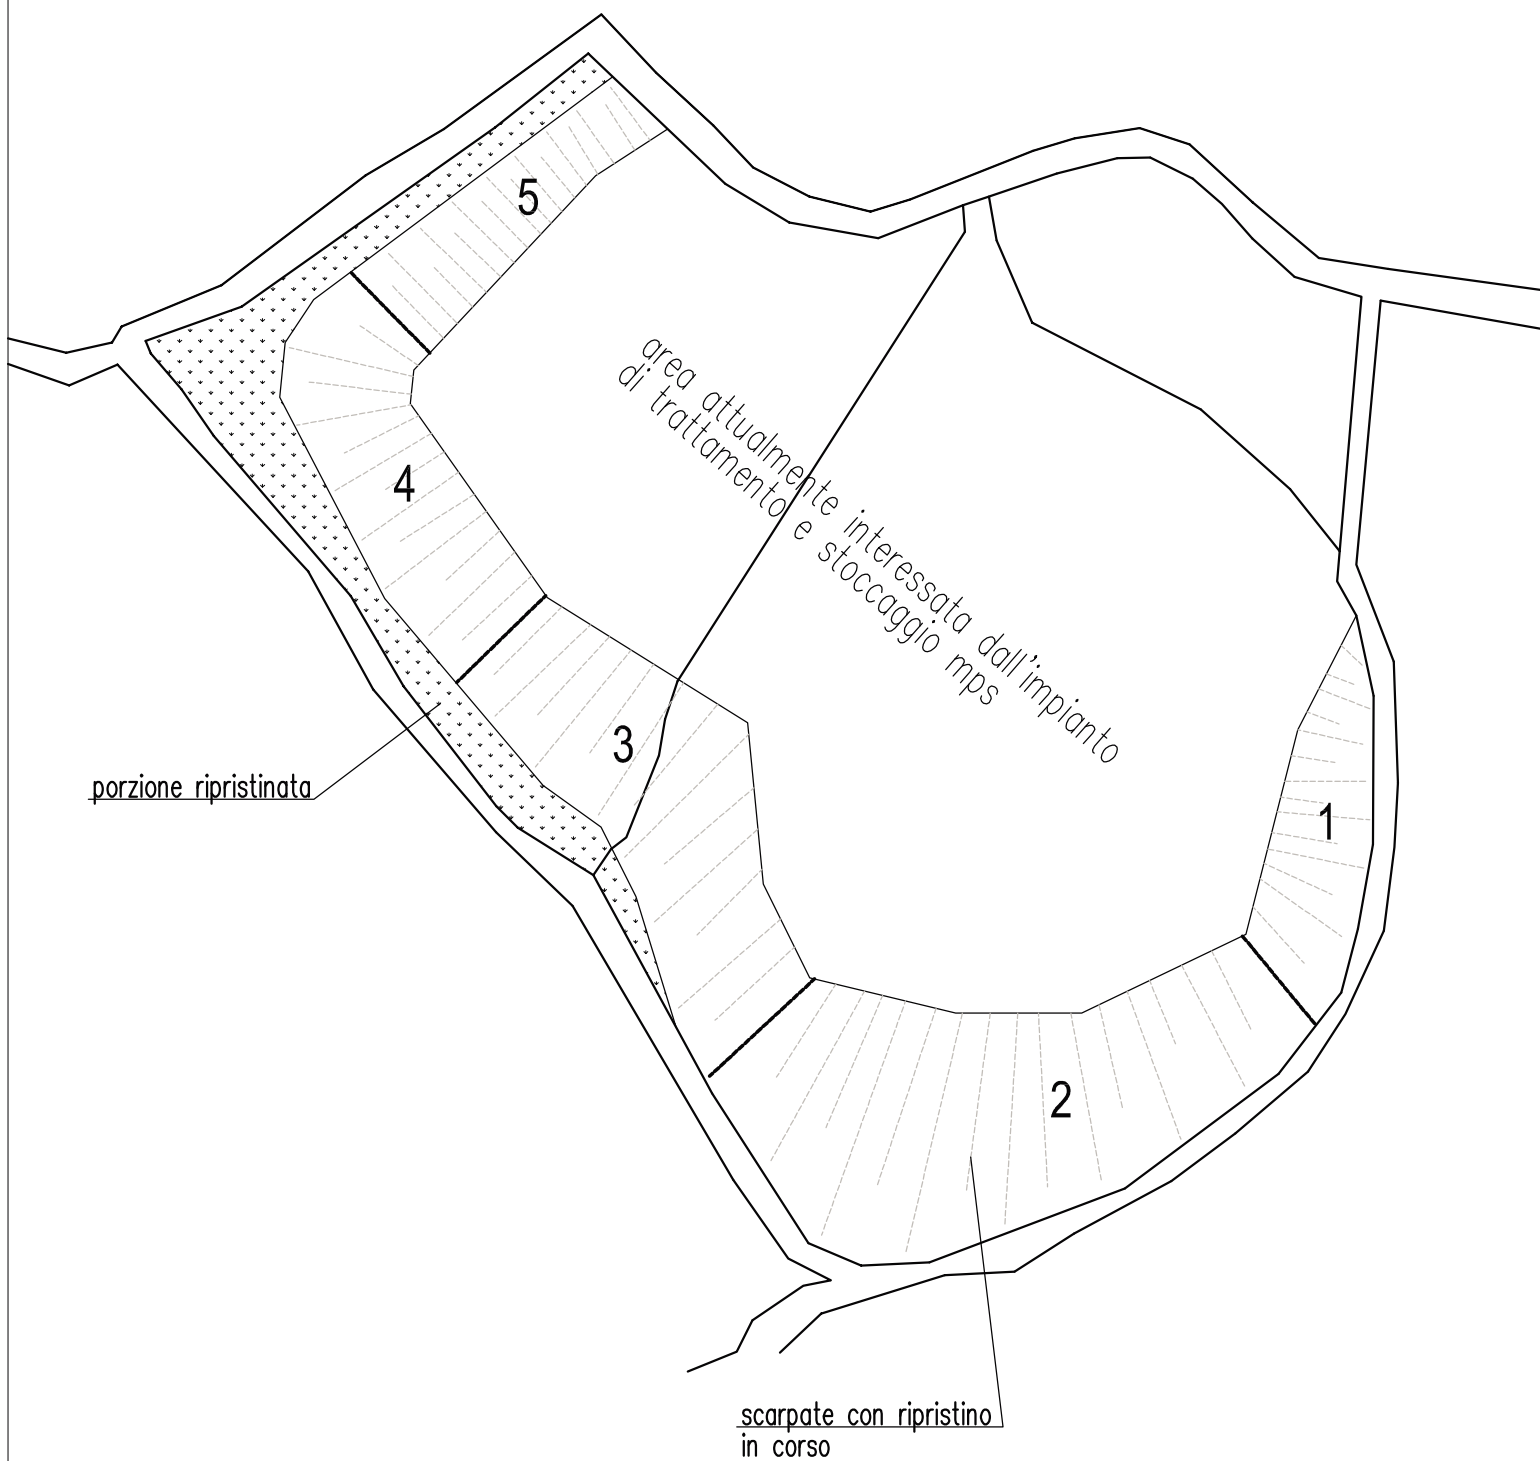 5
area attualmente interessata dall'impianto
di trattamento e stoccaggio mps
4
3
porzione ripristinata
1
2
scarpate con ripristino
in corso